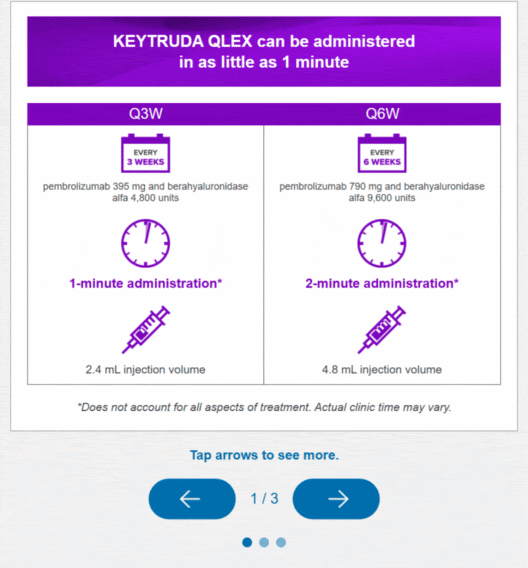 KEYTRUDA QLEX can be administered
in as little as 1 minute
Q3W
EVERY
3 WEEKS
pembrolizumab 395 mg and berahyaluronidase
alfa 4,800 units
1-minute administration*
2.4 mL injection volume
Q6W
EVERY
6 WEEKS
pembrolizumab 790 mg and berahyaluronidase
alfa 9,600 units
2-minute administration*
4.8 mL injection volume
*Does not account for all aspects of treatment. Actual clinic time may vary.
Tap arrows to see more.
1 / 3